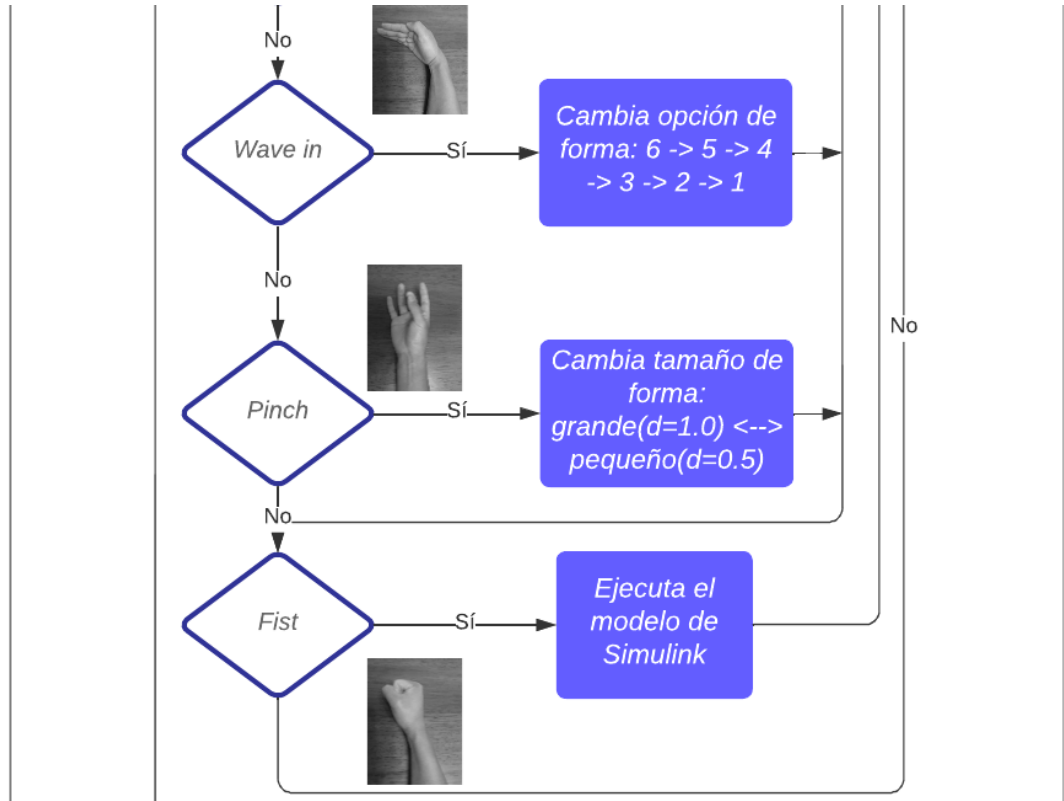 No
Wave in
Sí
Cambia opción de
forma: 6 -> 5 -> 4
-> 3 -> 2 -> 1
No
No
Pinch
Sí
Cambia tamaño de
forma:
grande(d=1.0) <-->
pequeño(d=0.5)
No
Fist
Sí
Ejecuta el
modelo de
Simulink